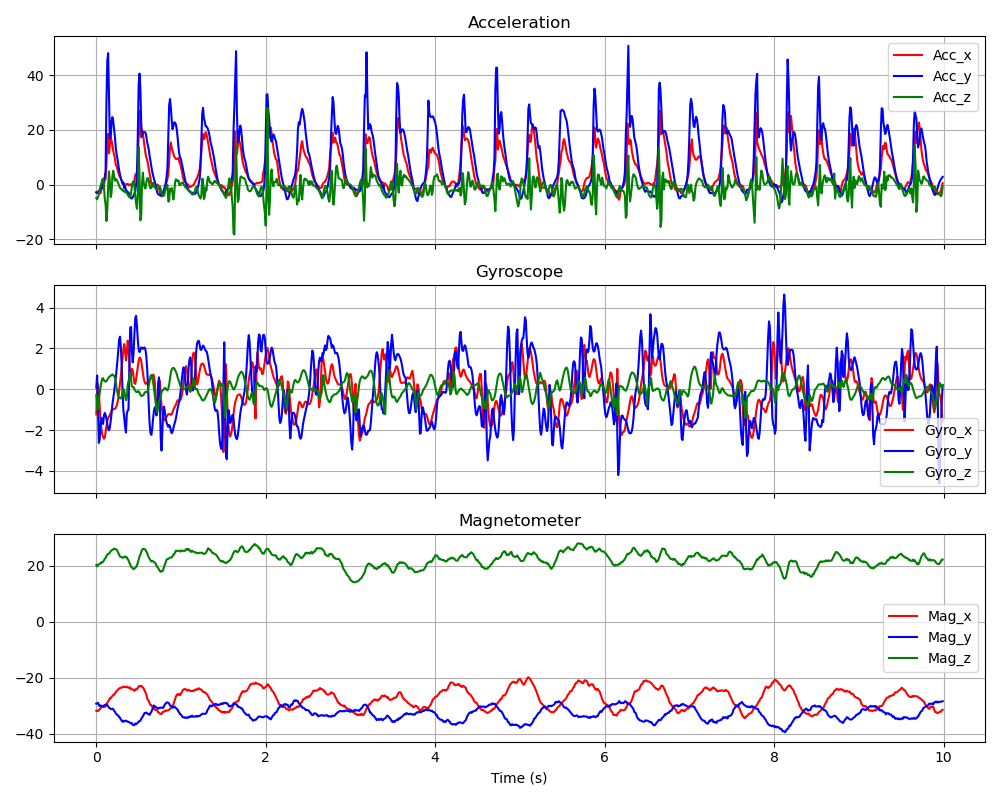 Acceleration
40
20
0
−20
Acc_x
Acc_y
Acc_z
Gyroscope
4
2
0
−2
−4
Gyro_x
Gyro_y
Gyro_z
Magnetometer
20
0
−20
−40
Mag_x
Mag_y
Mag_z
0 2 4 6 8 10
Time (s)